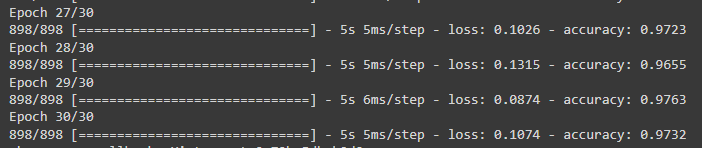 Epoch 27/30
898/898 [==============================] - 5s 5ms/step - loss: 0.1026 - accuracy: 0.9723
Epoch 28/30
898/898 [==============================] - 5s 5ms/step - loss: 0.1315 - accuracy: 0.9655
Epoch 29/30
898/898 [==============================] - 5s 6ms/step - loss: 0.0874 - accuracy: 0.9763
Epoch 30/30
898/898 [==============================] - 5s 5ms/step - loss: 0.1074 - accuracy: 0.9732